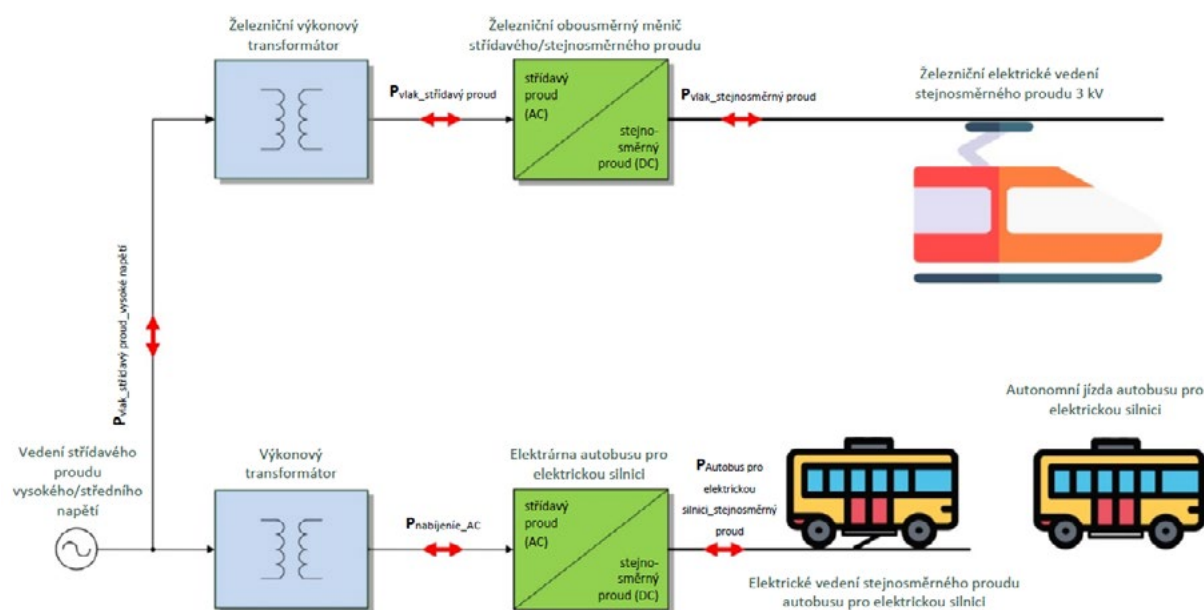 Železniční výkonový
transformátor
Železniční obousměrný měnič
střídavého/stejnosměrného proudu
Železniční elektrické vedení
stejnosměrného proudu 3 kV
Pvlak_střídavý proud
střídavý
proud
(AC)
stejno-
směrný
proud (DC)
Pvlak_stejnosměrný proud
Pvlak_střídavý proud_vysoké napětí
Vedení střídavého
proudu
vysokého/středního
napětí
Výkonový
transformátor
Elektrárna autobusu pro
elektrickou silnici
Autonomní jízda autobusu pro
elektrickou silnici
Pnabíjenie_AC
střídavý
proud
(AC)
stejno-
směrný
proud (DC)
PAutobus pro
elektrickou
silnici_stejnosměrný
proud
Elektrické vedení stejnosměrného proudu
autobusu pro elektrickou silnici